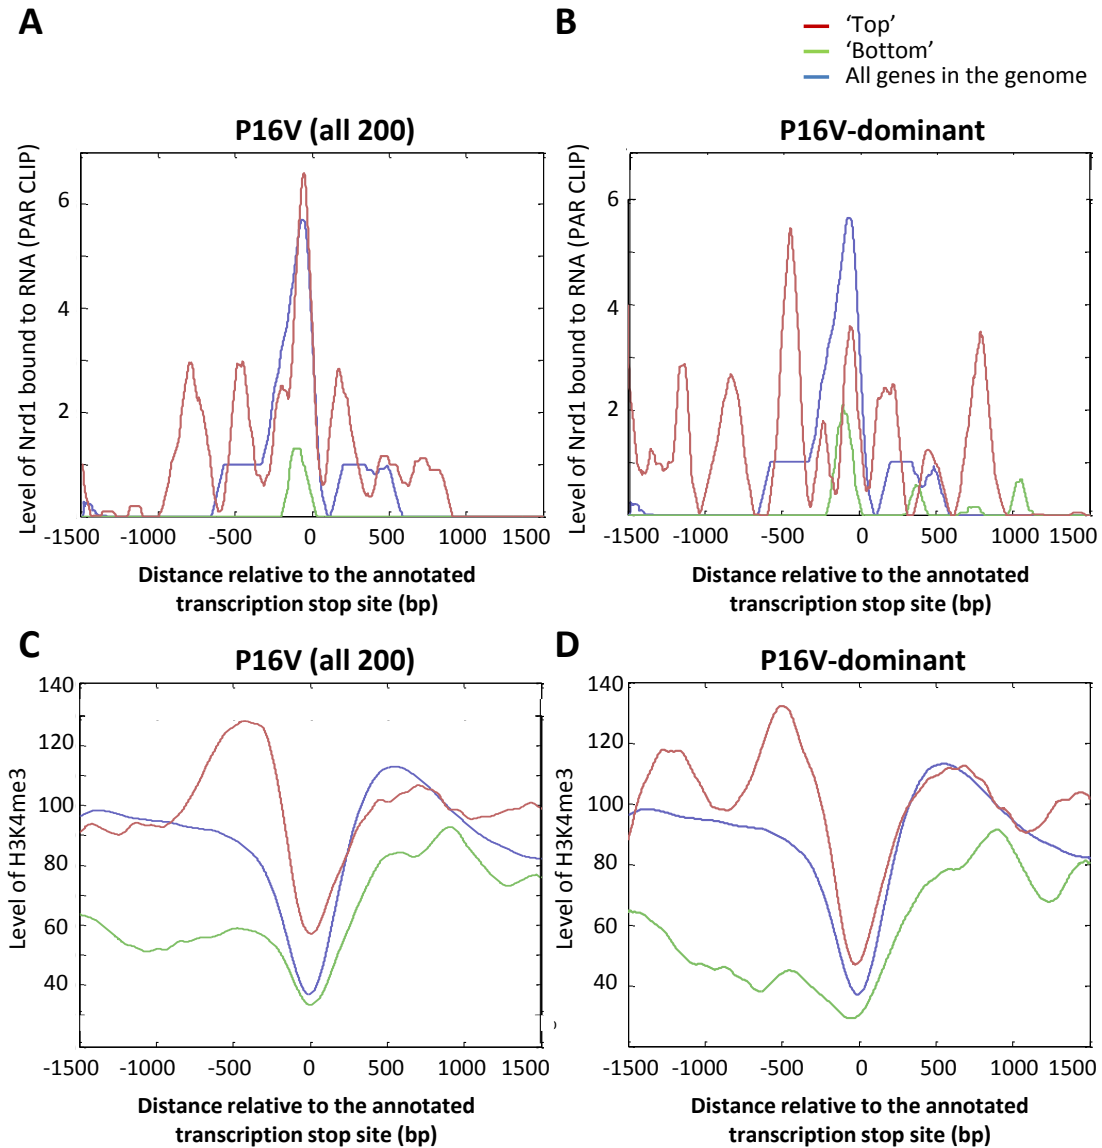 A
B
‘Top’
‘Bottom’
All genes in the genome
P16V (all 200)
P16V-dominant
Level of Nrd1 bound to RNA (PAR CLIP)
6
4
2
-1500 -1000 -500 0 500 1000 1500
Distance relative to the annotated
transcription stop site (bp)
Level of Nrd1 bound to RNA (PAR CLIP)
6
4
2
-1500 -1000 -500 0 500 1000 1500
Distance relative to the annotated
transcription stop site (bp)
C
D
P16V (all 200)
P16V-dominant
Level of H3K4me3
140
120
100
80
60
40
-1500 -1000 -500 0 500 1000 1500
Distance relative to the annotated
transcription stop site (bp)
Level of H3K4me3
140
120
100
80
60
40
-1500 -1000 -500 0 500 1000 1500
Distance relative to the annotated
transcription stop site (bp)